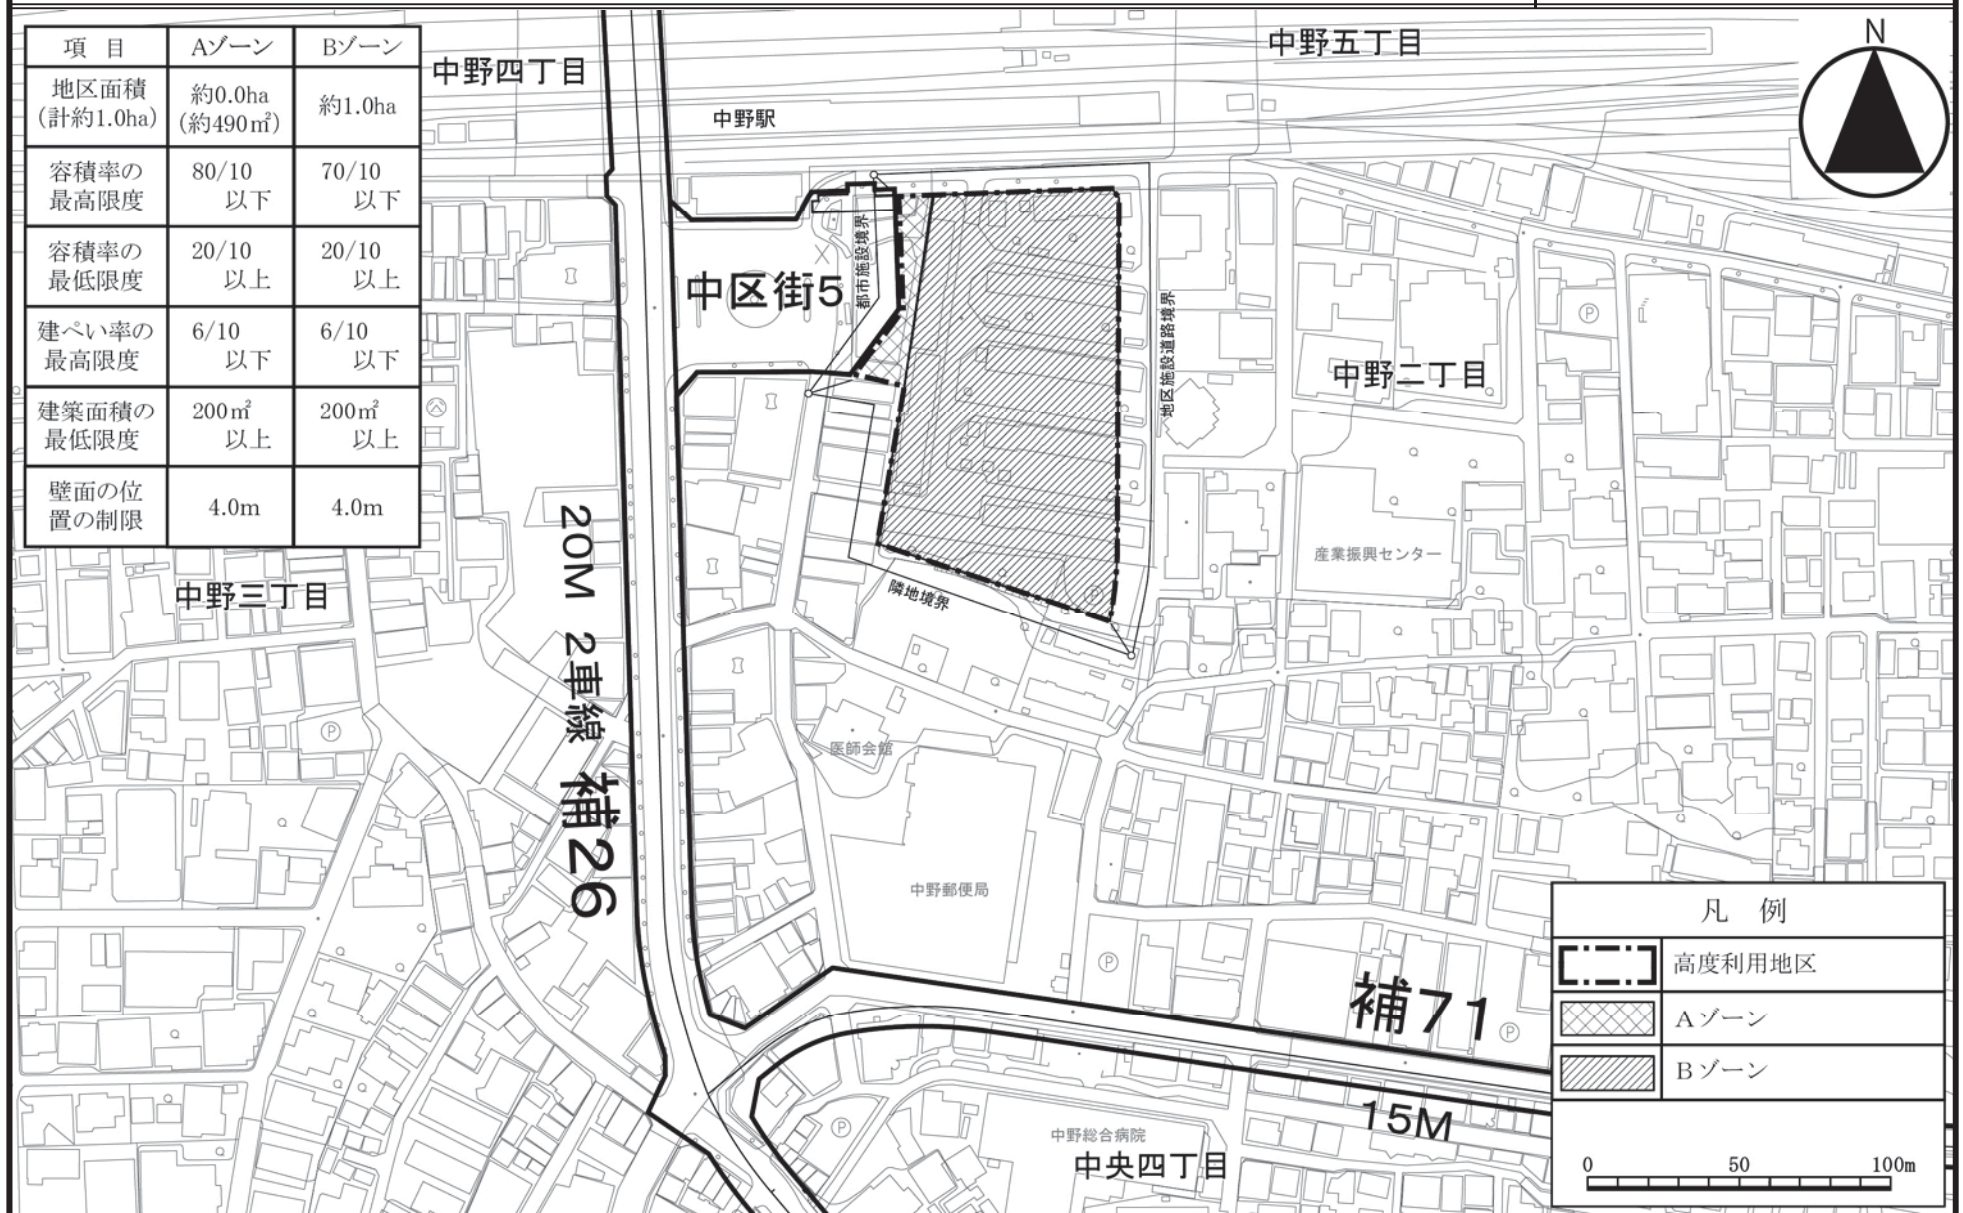 項 目 Aゾーン Bゾーン
地区面積
(計約1.0ha)
約0.0ha
(約490㎡)
約1.0ha
容積率の
最高限度
80/10
以下
70/10
以下
容積率の
最低限度
20/10
以上
20/10
以上
建ぺい率の
最高限度
6/10
以下
6/10
以下
建築面積の
最低限度
200㎡
以上
200㎡
以上
壁面の位
置の制限
4.0m
4.0m
中野四丁目
中野五丁目
中野駅
N
中区街5
都市施設境界
地区施設道路境界
中野二丁目
産業振興センター
隣地境界
中野三丁目
20M 2車線 補26
医師会館
中野郵便局
補71
15M
中野総合病院
中央四丁目
P
P
P
P
P
P
凡 例
高度利用地区
Aゾーン
Bゾーン
0 50 100m